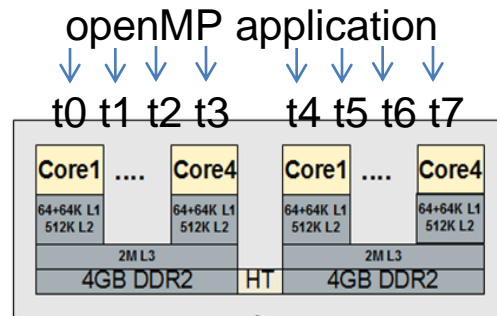 openMP application
t0 t1 t2 t3 t4 t5 t6 t7
Core1 .... Core4 Core1 .... Core4
64+64K L1 64+64K L1 64+64K L1 64+64K L1
512K L2 512K L2 512K L2 512K L2
2M L3 2M L3
4GB DDR2 HT 4GB DDR2